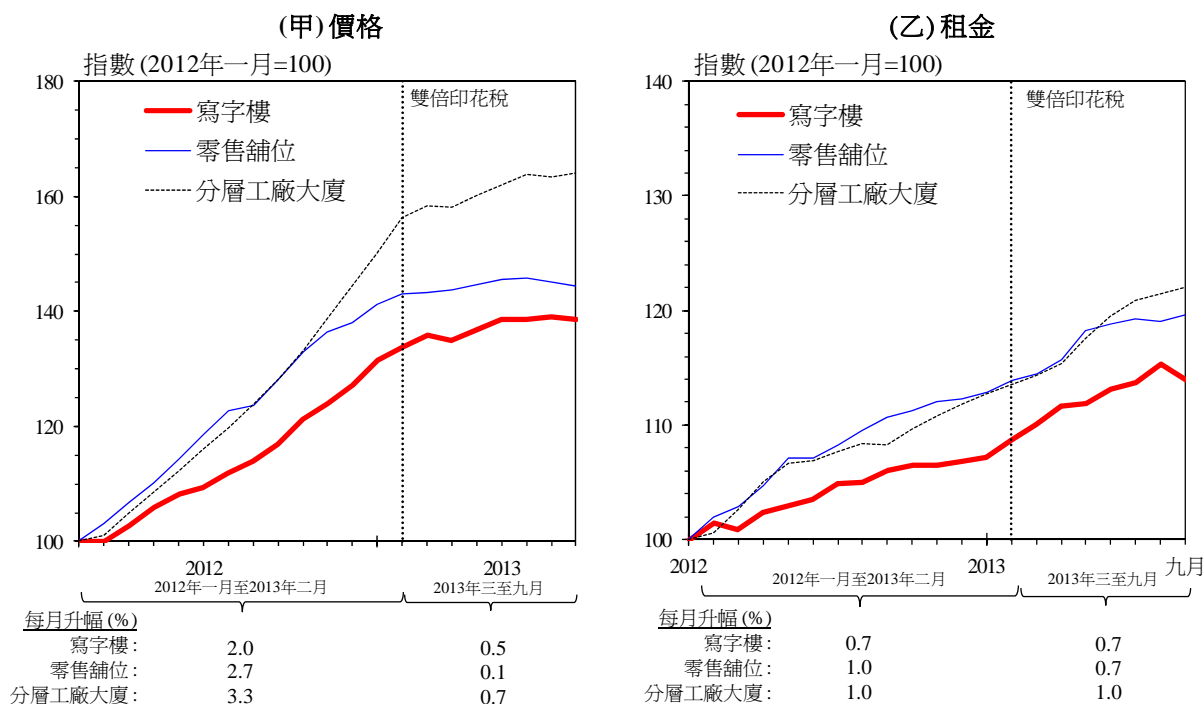 (甲) 價格
指數 (2012年一月=100)
180
160
140
120
100
雙倍印花稅
寫字樓
零售舖位
分層工廠大廈
2012
2013
2012年一月至2013年二月
2013年三至九月
每月升幅 (%)
寫字樓 : 2.0 0.5
零售舖位 : 2.7 0.1
分層工廠大廈 : 3.3 0.7
(乙) 租金
指數 (2012年一月=100)
140
130
120
110
100
雙倍印花稅
寫字樓
零售舖位
分層工廠大廈
2012
2013
九月
2012年一月至2013年二月
2013年三至九月
每月升幅 (%)
寫字樓 : 0.7 0.7
零售舖位 : 1.0 0.7
分層工廠大廈 : 1.0 1.0